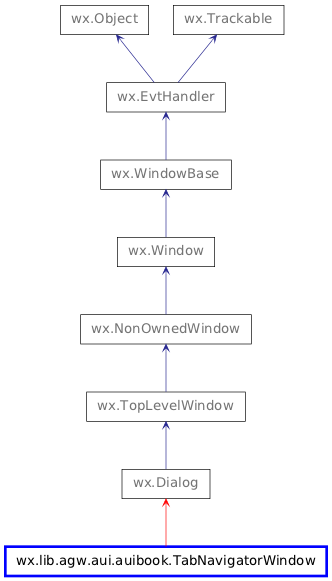 wx.Object
wx.Trackable
wx.EvtHandler
wx.WindowBase
wx.Window
wx.NonOwnedWindow
wx.TopLevelWindow
wx.Dialog
wx.lib.agw.aui.auibook.TabNavigatorWindow